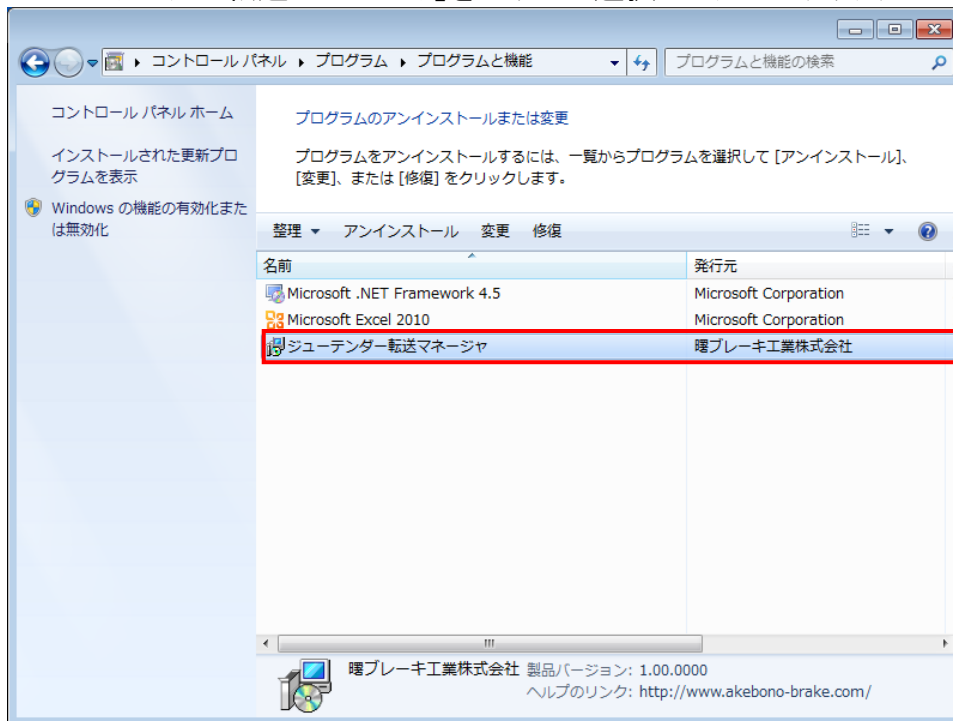 コントロール パネル ▸ プログラム ▸ プログラムと機能
プログラムと機能の検索
コントロール パネル ホーム
インストールされた更新プロ
グラムを表示
Windows の機能の有効化また
は無効化
プログラムのアンインストールまたは変更
プログラムをアンインストールするには、一覧からプログラムを選択して [アンインストール]、
[変更]、または [修復] をクリックします。
整理 ▼ アンインストール 変更 修復
名前 発行元
Microsoft .NET Framework 4.5 Microsoft Corporation
Microsoft Excel 2010 Microsoft Corporation
ジューテンダー転送マネージャ 曙ブレーキ工業株式会社
曙ブレーキ工業株式会社 製品バージョン: 1.00.0000
ヘルプのリンク: http://www.akebono-brake.com/